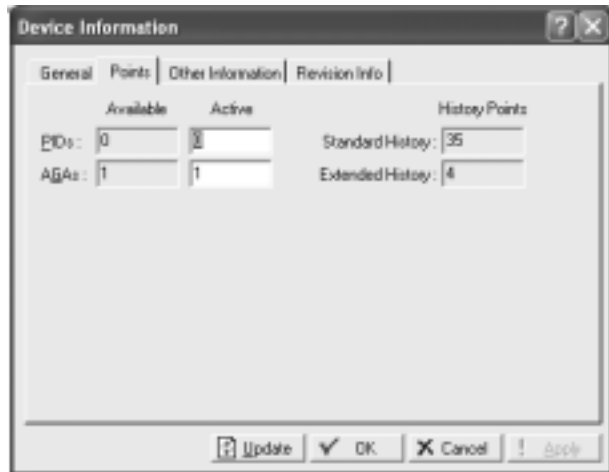 Device Information
General Points Other Information Revision Info
Available Active History Points
PIDs : 0 0 Standard History : 35
AGAs : 1 1 Extended History : 4
Update OK Cancel Apply